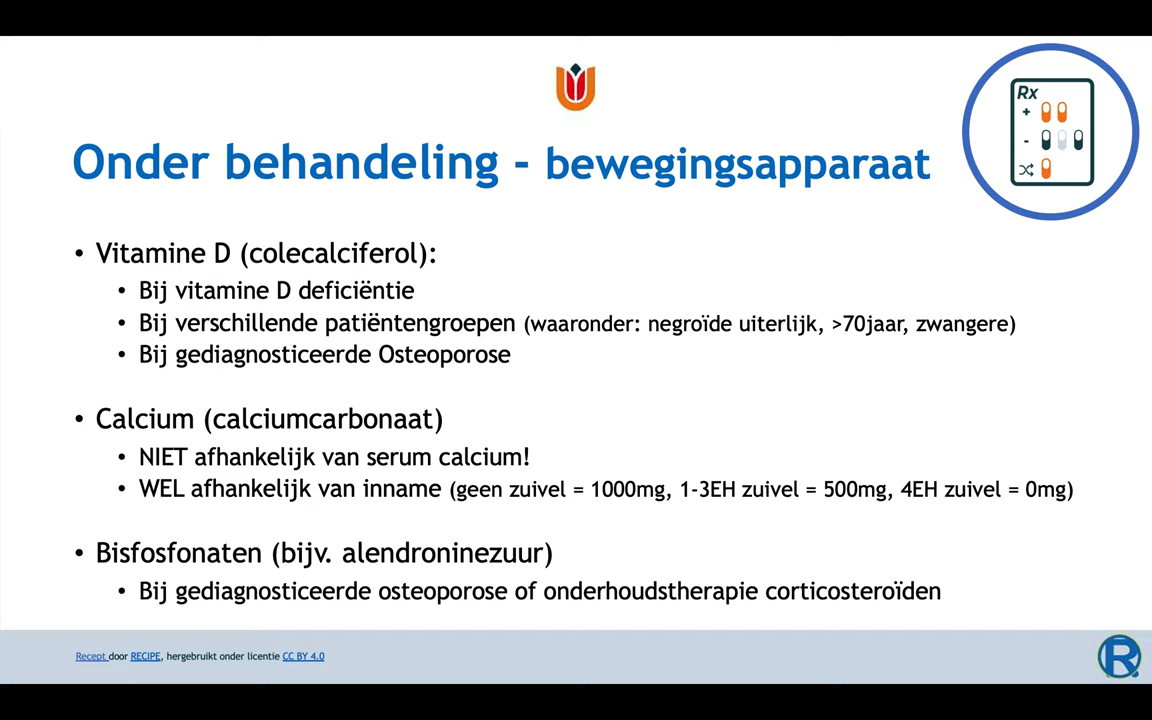 Rx
+
-
Onder behandeling - bewegingsapparaat
• Vitamine D (colecalciferol):
• Bij vitamine D deficiëntie
• Bij verschillende patiëntengroepen (waaronder: negroïde uiterlijk, >70jaar, zwangere)
• Bij gediagnosticeerde Osteoporose
• Calcium (calciumcarbonaat)
• NIET afhankelijk van serum calcium!
• WEL afhankelijk van inname (geen zuivel = 1000mg, 1-3EH zuivel = 500mg, 4EH zuivel = 0mg)
• Bisfosfonaten (bijv. alendroninezuur)
• Bij gediagnosticeerde osteoporose of onderhoudstherapie corticosteroïden
Recept door RECIPE, hergebruikt onder licentie CC BY 4.0
R